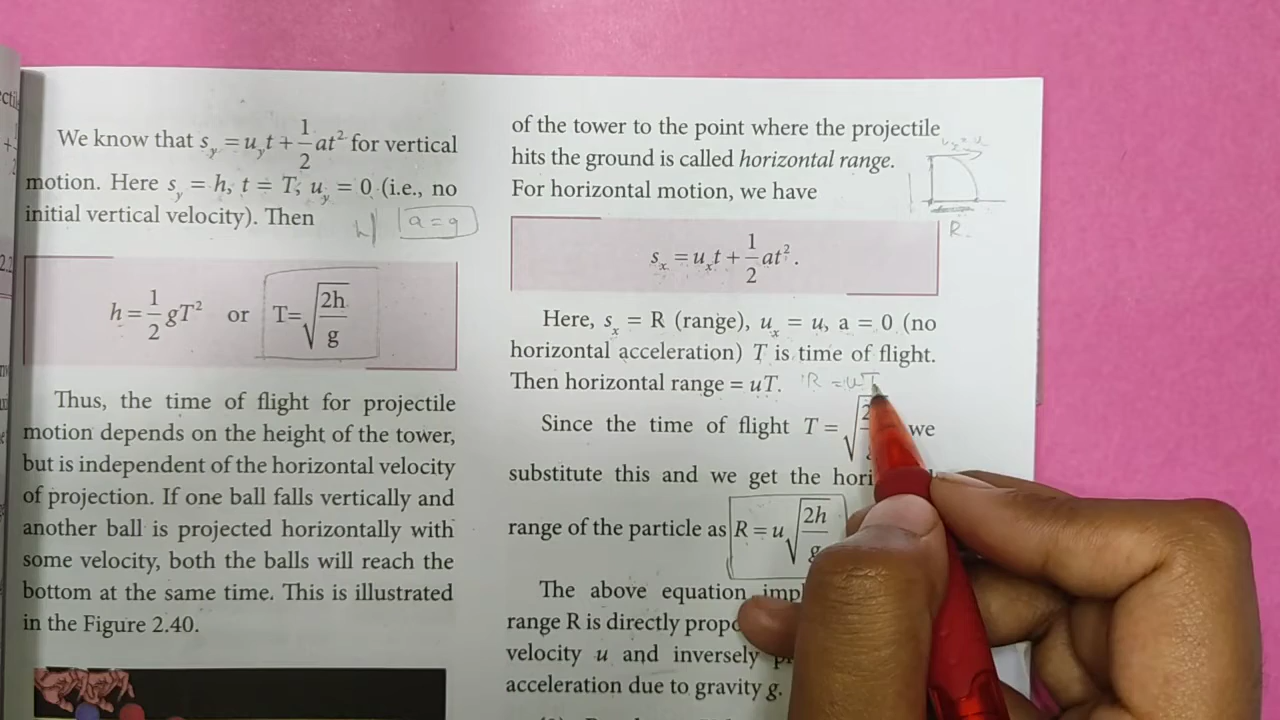 We know that s_y = u_y t + 1/2 at² for vertical
motion. Here s_y = h, t = T, u_y = 0 (i.e., no
initial vertical velocity). Then
h
a = g
h = 1/2 gT² or T = √(2h/g)
Thus, the time of flight for projectile
motion depends on the height of the tower,
but is independent of the horizontal velocity
of projection. If one ball falls vertically and
another ball is projected horizontally with
some velocity, both the balls will reach the
bottom at the same time. This is illustrated
in the Figure 2.40.
of the tower to the point where the projectile
hits the ground is called horizontal range.
For horizontal motion, we have
R
s_x = u_x t + 1/2 at².
Here, s_x = R (range), u_x = u, a = 0 (no
horizontal acceleration) T is time of flight.
Then horizontal range = uT. R = uT
Since the time of flight T = √ we
substitute this and we get the
range of the particle as R = u√(2h/g
The above equation
range R is directly
velocity u and inversely
acceleration due to gravity g.